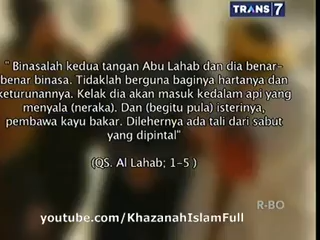 TRANS 7
" Binasalah kedua tangan Abu Lahab dan dia benar-
benar binasa. Tidaklah berguna baginya hartanya dan
keturunannya. Kelak dia akan masuk kedalam api yang
menyala (neraka). Dan (begitu pula) isterinya,
pembawa kayu bakar. Dilehernya ada tali dari sabut
yang dipintal"
(QS. Al Lahab; 1-5 )
R-BO
youtube.com/KhazanahIslamFull